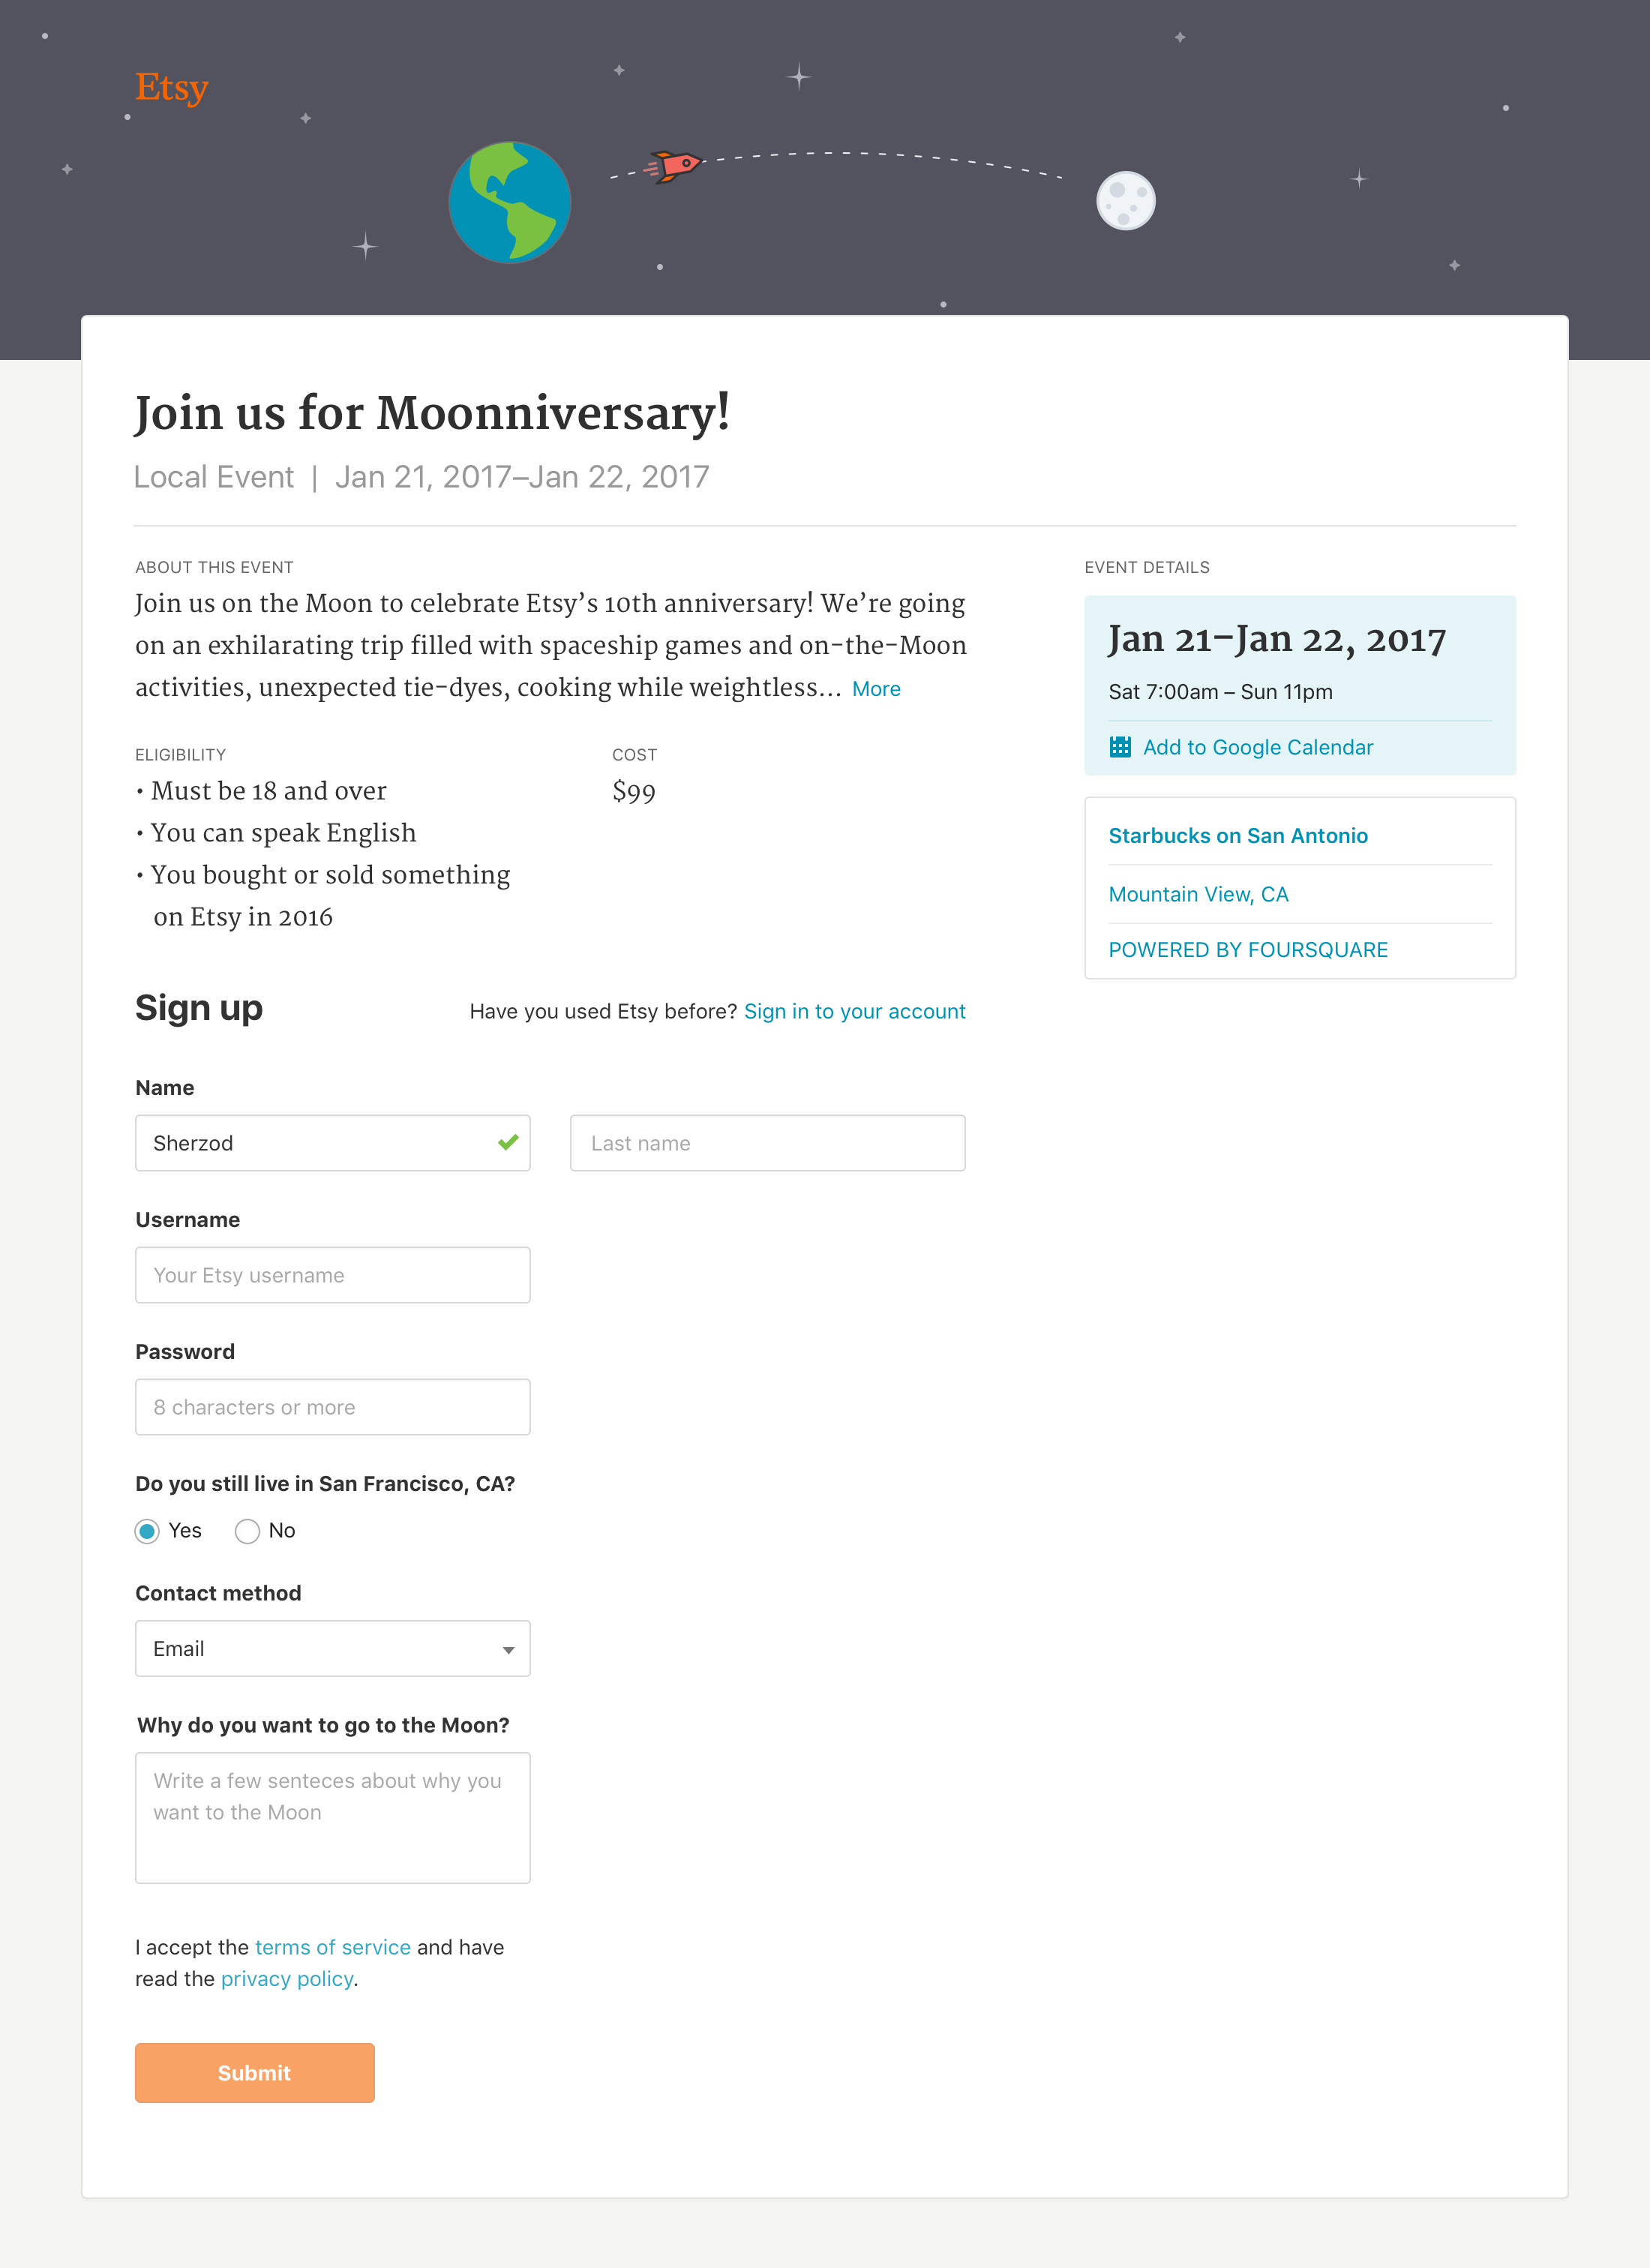 Etsy
Join us for Moonniversary!
Local Event | Jan 21, 2017–Jan 22, 2017
ABOUT THIS EVENT
Join us on the Moon to celebrate Etsy’s 10th anniversary! We’re going
on an exhilarating trip filled with spaceship games and on-the-Moon
activities, unexpected tie-dyes, cooking while weightless... More
ELIGIBILITY
• Must be 18 and over
• You can speak English
• You bought or sold something
on Etsy in 2016
COST
$99
EVENT DETAILS
Jan 21–Jan 22, 2017
Sat 7:00am – Sun 11pm
Add to Google Calendar
Starbucks on San Antonio
Mountain View, CA
POWERED BY FOURSQUARE
Sign up
Have you used Etsy before? Sign in to your account
Name
Sherzod
Last name
Username
Your Etsy username
Password
8 characters or more
Do you still live in San Francisco, CA?
Yes No
Contact method
Email
Why do you want to go to the Moon?
Write a few senteces about why you
want to the Moon
I accept the terms of service and have
read the privacy policy.
Submit